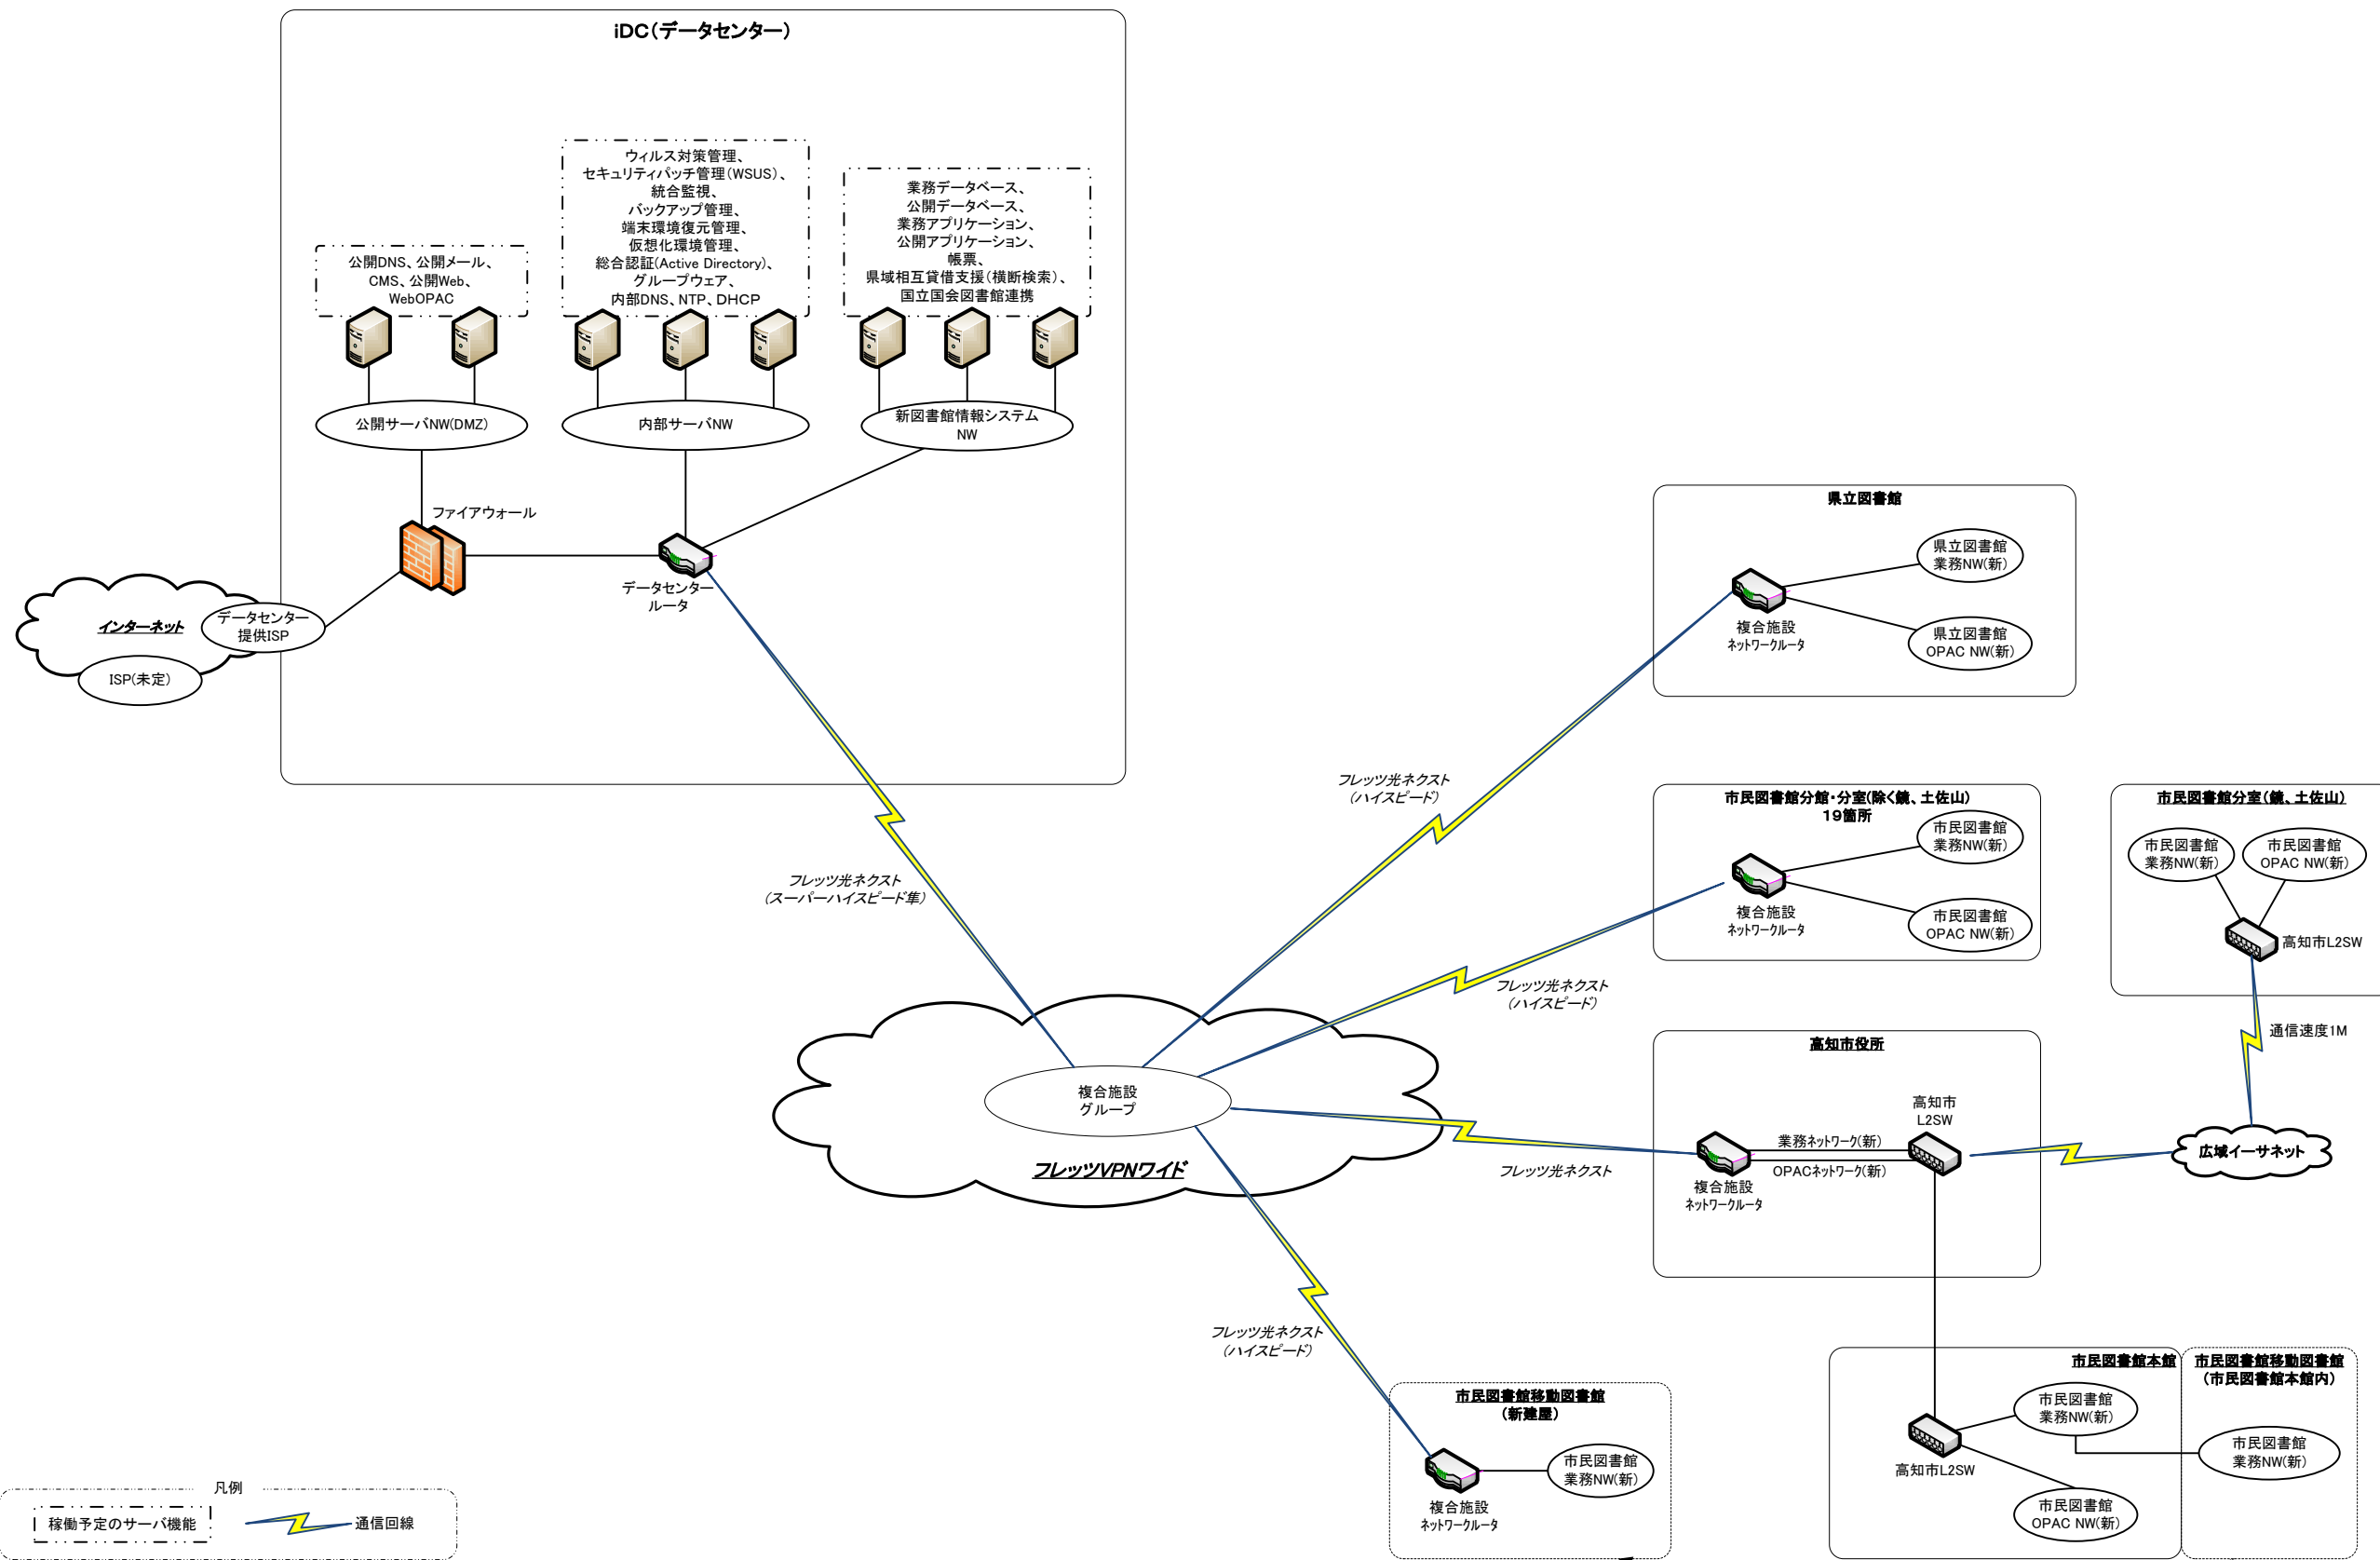 iDC（データセンター）
ウィルス対策管理、
セキュリティパッチ管理（WSUS）、
統合監視、
バックアップ管理、
端末環境復元管理、
仮想化環境管理、
総合認証(Active Directory)、
グループウェア、
内部DNS、NTP、DHCP
業務データベース、
公開データベース、
業務アプリケーション、
公開アプリケーション、
帳票、
県域相互貸借支援（横断検索）、
国立国会図書館連携
公開DNS、公開メール、
CMS、公開Web、
WebOPAC
公開サーバNW(DMZ)
内部サーバNW
新図書館情報システム
NW
ファイアウォール
データセンター
ルータ
インターネット
データセンター
提供ISP
ISP(未定)
県立図書館
県立図書館
業務NW(新)
県立図書館
OPAC NW(新)
複合施設
ネットワークルータ
フレッツ光ネクスト
（ハイスピード）
市民図書館分館・分室(除く鏡、土佐山)
19箇所
市民図書館
業務NW(新)
市民図書館
OPAC NW(新)
複合施設
ネットワークルータ
市民図書館分室（鏡、土佐山）
市民図書館
業務NW(新)
市民図書館
OPAC NW(新)
高知市L2SW
通信速度1M
フレッツ光ネクスト
（スーパーハイスピード隼）
フレッツ光ネクスト
（ハイスピード）
複合施設
グループ
フレッツVPNワイド
高知市役所
高知市
L2SW
業務ネットワーク(新)
OPACネットワーク(新)
複合施設
ネットワークルータ
フレッツ光ネクスト
広域イーサネット
フレッツ光ネクスト
（ハイスピード）
市民図書館移動図書館
（新建屋）
市民図書館
業務NW(新)
複合施設
ネットワークルータ
市民図書館本館
市民図書館
業務NW(新)
高知市L2SW
市民図書館
OPAC NW(新)
市民図書館移動図書館
（市民図書館本館内）
市民図書館
業務NW(新)
凡例
稼働予定のサーバ機能
通信回線